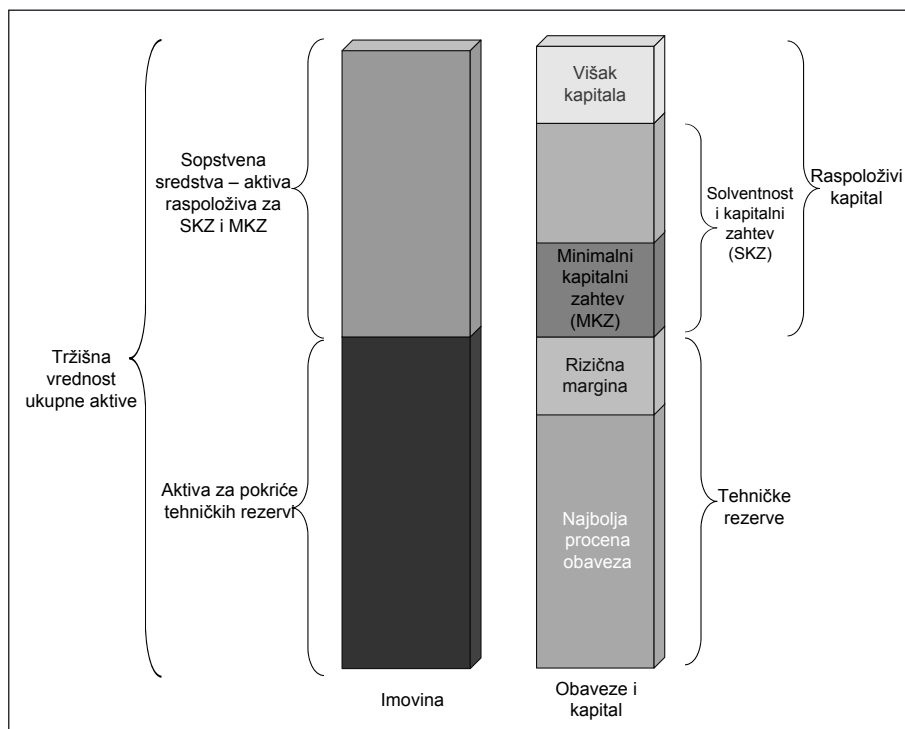 Tržišna
vrednost
ukupne aktive
Sopstvena
sredstva – aktiva
raspoloživa za
SKZ i MKZ
Aktiva za pokriće
tehničkih rezervi
Imovina
Višak
kapitala
Minimalni
kapitalni
zahtev
(MKZ)
Rizična
margina
Najbolja
procena
obaveza
Obaveze i
kapital
Solventnost
i kapitalni
zahtev
(SKZ)
Raspoloživi
kapital
Tehničke
rezerve